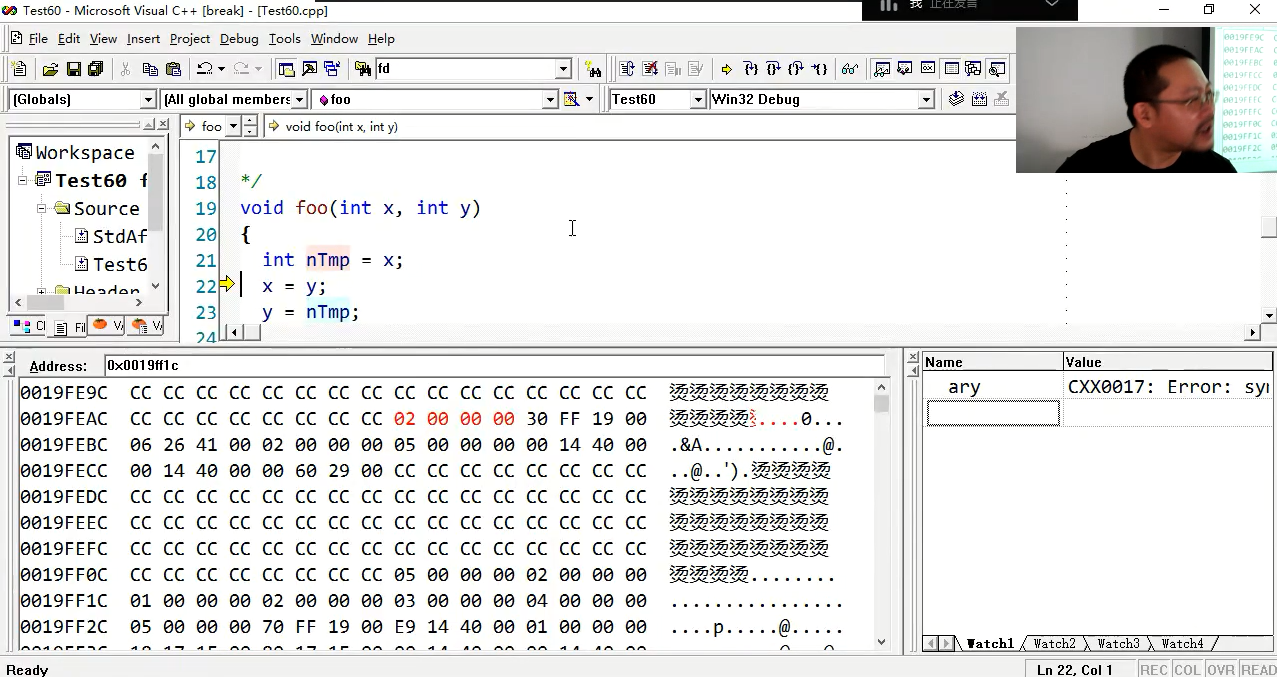 Test60 - Microsoft Visual C++ [break] - [Test60.cpp]
我 正在发言
File Edit View Insert Project Debug Tools Window Help
fd
(Globals) (All global members foo Test60 Win32 Debug
foo void foo(int x, int y)
Workspace
Test60 f
Source
StdAf
Test6
Header
17
18 */
19 void foo(int x, int y)
20 {
21 int nTmp = x;
22 x = y;
23 y = nTmp;
24
Address: 0x0019ff1c
0019FE9C CC CC CC CC CC CC CC CC CC CC CC CC CC CC CC CC 烫烫烫烫烫烫烫烫
0019FEAC CC CC CC CC CC CC CC CC 02 00 00 00 30 FF 19 00 烫烫烫烫....0...
0019FEBC 06 26 41 00 02 00 00 00 05 00 00 00 00 14 40 00 .&A...........@.
0019FECC 00 14 40 00 00 60 29 00 CC CC CC CC CC CC CC CC ..@..`).烫烫烫烫
0019FEDC CC CC CC CC CC CC CC CC CC CC CC CC CC CC CC CC 烫烫烫烫烫烫烫烫
0019FEEC CC CC CC CC CC CC CC CC CC CC CC CC CC CC CC CC 烫烫烫烫烫烫烫烫
0019FEFC CC CC CC CC CC CC CC CC CC CC CC CC CC CC CC CC 烫烫烫烫烫烫烫烫
0019FF0C CC CC CC CC CC CC CC CC 05 00 00 00 02 00 00 00 烫烫烫烫........
0019FF1C 01 00 00 00 02 00 00 00 03 00 00 00 04 00 00 00 ................
0019FF2C 05 00 00 00 70 FF 19 00 E9 14 40 00 01 00 00 00 ....p.....@.....
Name Value
ary CXX0017: Error: sy
Watch1 Watch2 Watch3 Watch4
Ready
Ln 22, Col 1 REC COL OVR READ